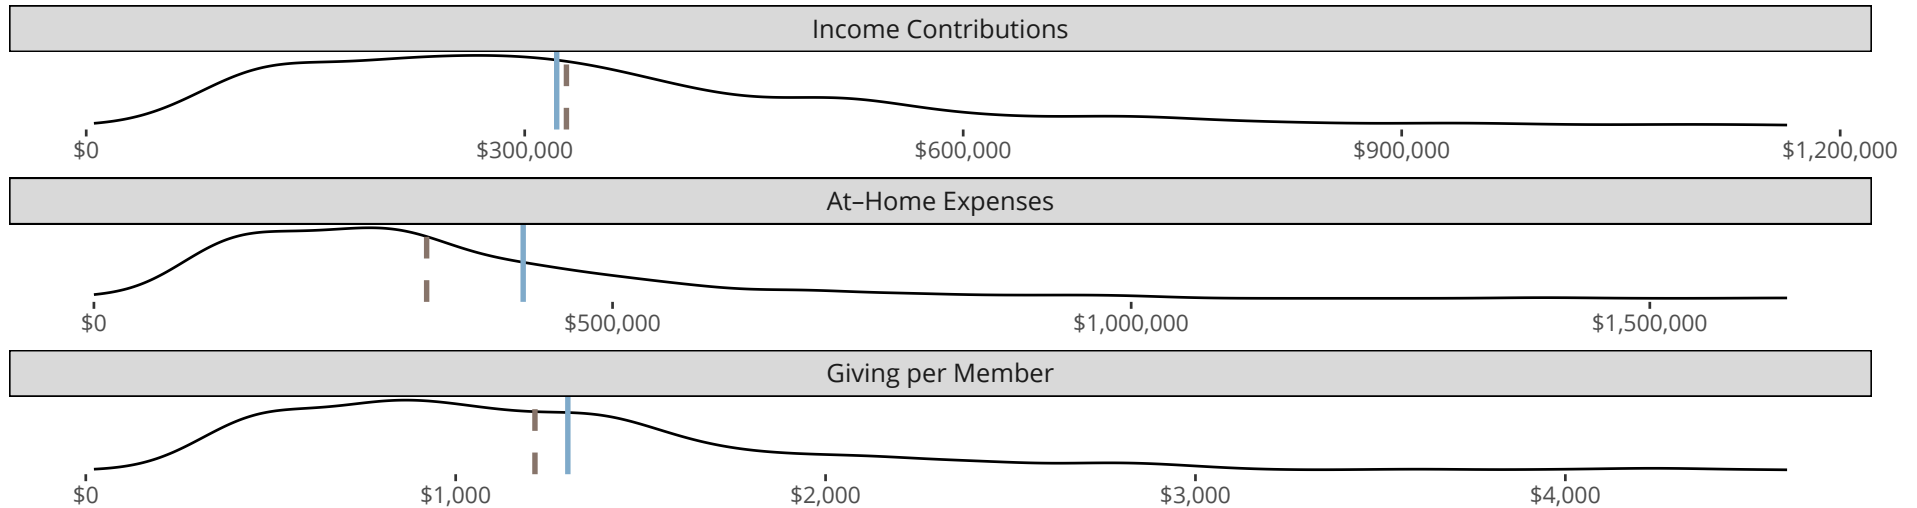 Income Contributions
$0 $300,000 $600,000 $900,000 $1,200,000
At–Home Expenses
$0 $500,000 $1,000,000 $1,500,000
Giving per Member
$0 $1,000 $2,000 $3,000 $4,000